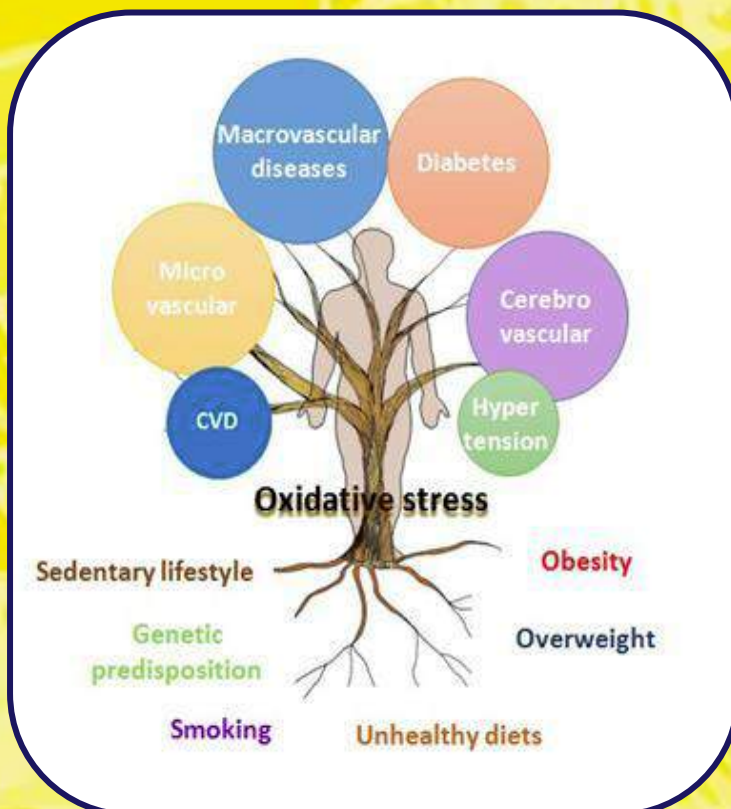 Macrovascular
diseases
Diabetes
Micro
vascular
Cerebro
vascular
CVD
Hyper
tension
Oxidative stress
Sedentary lifestyle
Obesity
Genetic
predisposition
Overweight
Smoking
Unhealthy diets